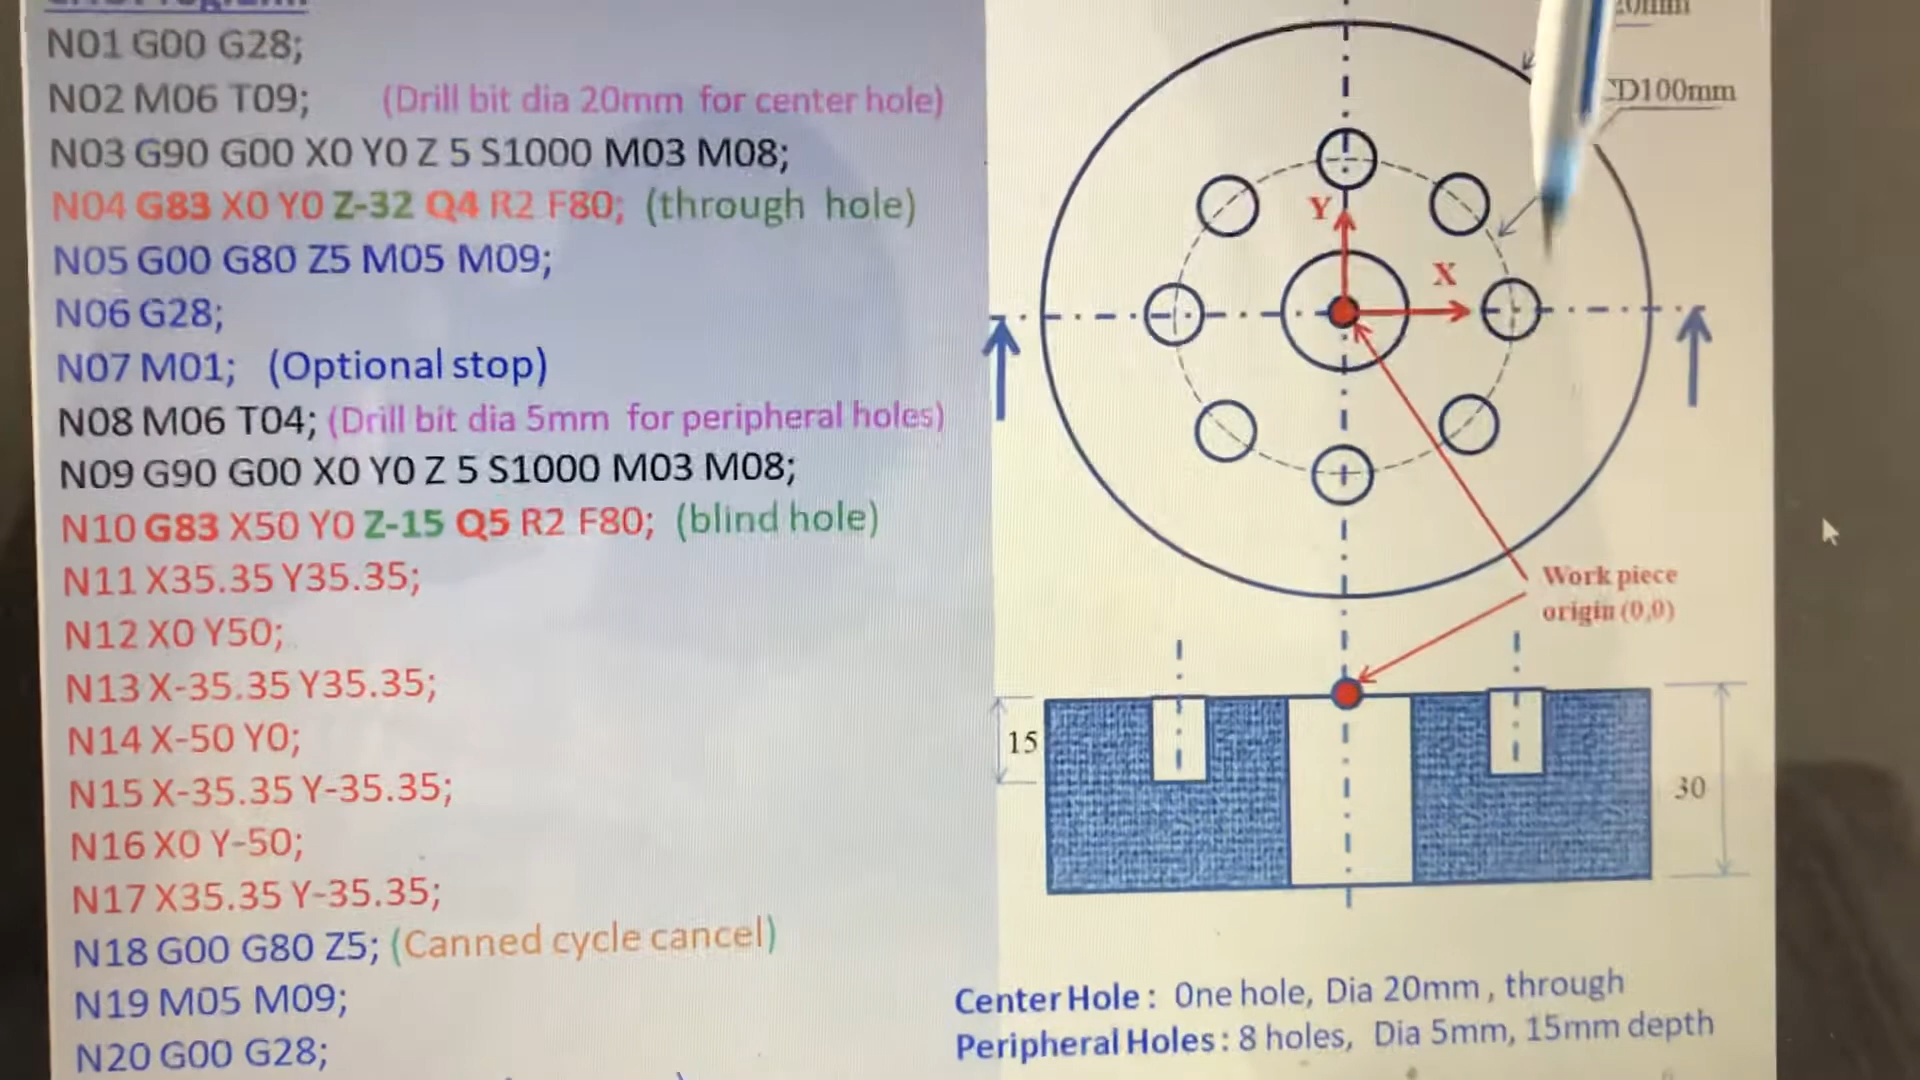 N01 G00 G28;
N02 M06 T09; (Drill bit dia 20mm for center hole)
N03 G90 G00 X0 Y0 Z 5 S1000 M03 M08;
N04 G83 X0 Y0 Z-32 Q4 R2 F80; (through hole)
N05 G00 G80 Z5 M05 M09;
N06 G28;
N07 M01; (Optional stop)
N08 M06 T04; (Drill bit dia 5mm for peripheral holes)
N09 G90 G00 X0 Y0 Z 5 S1000 M03 M08;
N10 G83 X50 Y0 Z-15 Q5 R2 F80; (blind hole)
N11 X35.35 Y35.35;
N12 X0 Y50;
N13 X-35.35 Y35.35;
N14 X-50 Y0;
N15 X-35.35 Y-35.35;
N16 X0 Y-50;
N17 X35.35 Y-35.35;
N18 G00 G80 Z5; (Canned cycle cancel)
N19 M05 M09;
N20 G00 G28;
D100mm
Y
X
Work piece
origin (0,0)
15
30
Center Hole : One hole, Dia 20mm, through
Peripheral Holes : 8 holes, Dia 5mm, 15mm depth